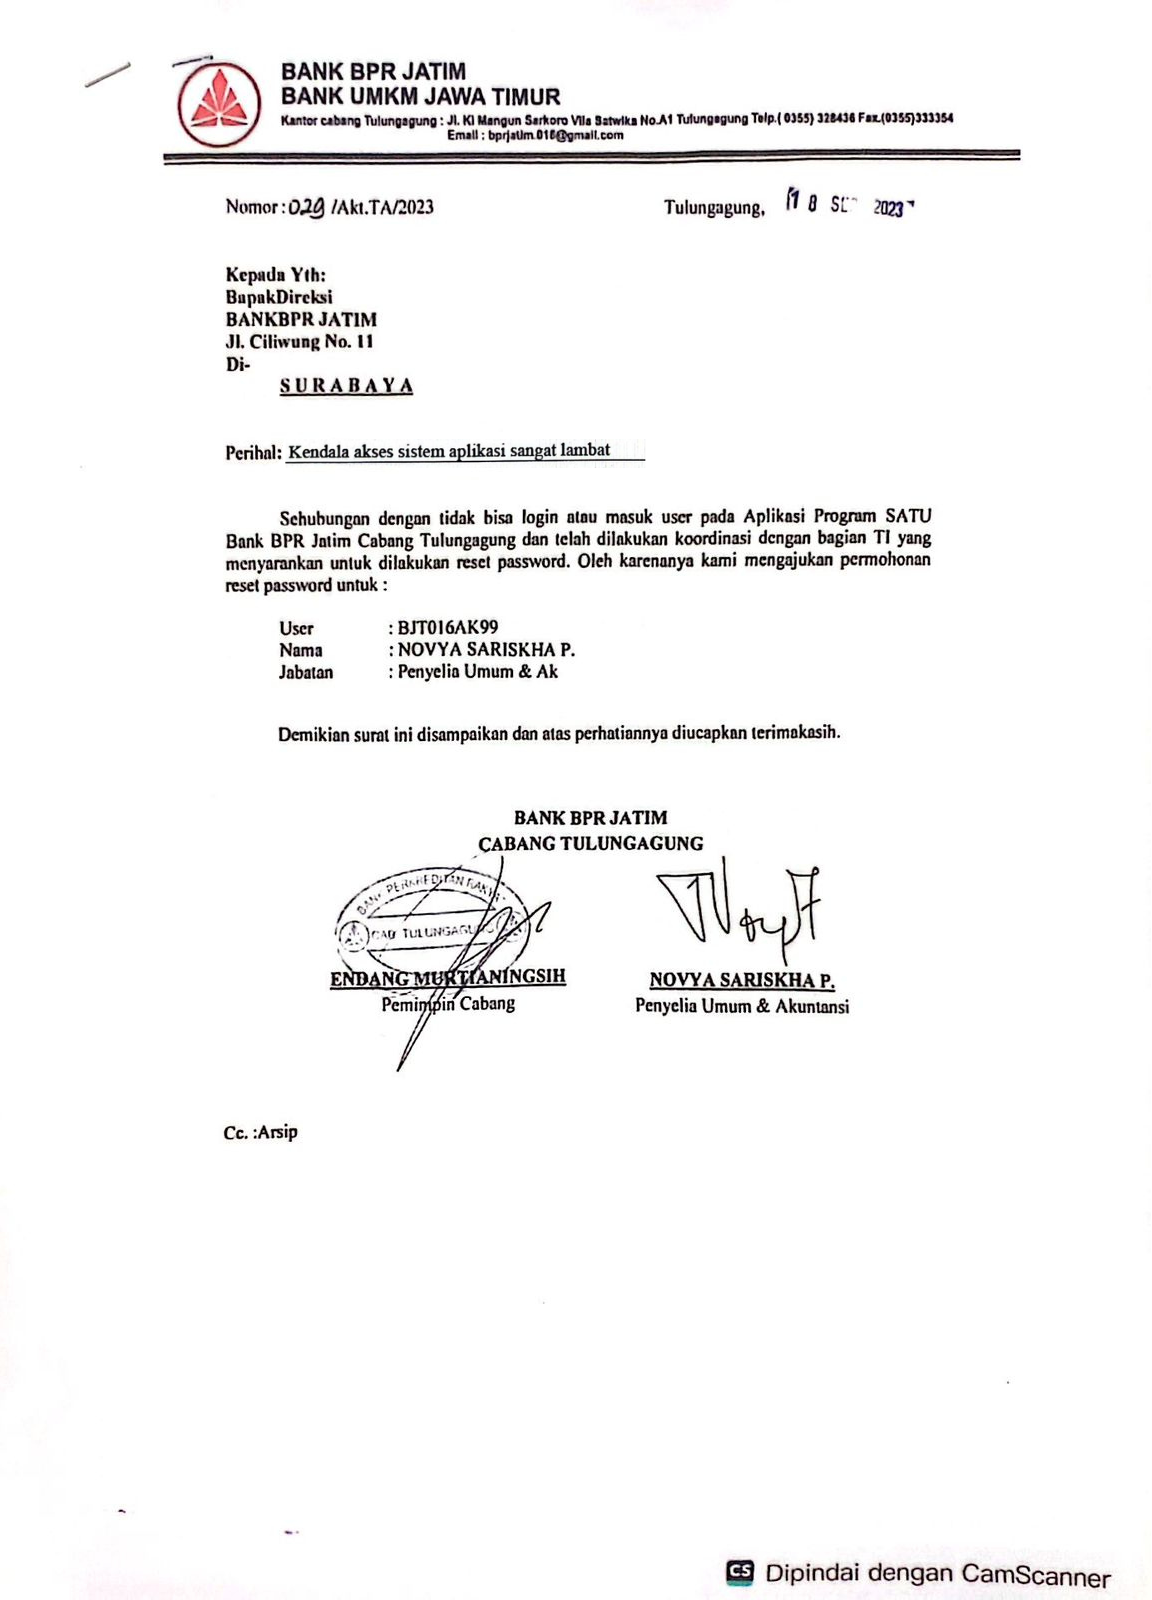 BANK BPR JATIM
BANK UMKM JAWA TIMUR
Kantor cabang Tulungagung : Jl. Ki Mangun Sarkoro Vila Satwika No.A1 Tulungagung Telp.( 0355) 328436 Fax.(0355)333354
Email : bprjatim.016@gmail.com
Nomor : 029 /Akt.TA/2023
Tulungagung, 18 SEP 2023
Kepada Yth:
BapakDireksi
BANKBPR JATIM
Jl. Ciliwung No. 11
Di-
SURABAYA
Perihal: Kendala akses sistem aplikasi sangat lambat
Sehubungan dengan tidak bisa login atau masuk user pada Aplikasi Program SATU
Bank BPR Jatim Cabang Tulungagung dan telah dilakukan koordinasi dengan bagian TI yang
menyarankan untuk dilakukan reset password. Oleh karenanya kami mengajukan permohonan
reset password untuk :
User : BJT016AK99
Nama : NOVYA SARISKHA P.
Jabatan : Penyelia Umum & Ak
Demikian surat ini disampaikan dan atas perhatiannya diucapkan terimakasih.
BANK BPR JATIM
CABANG TULUNGAGUNG
BANK PERKREDITAN RAKYAT
CAB TULUNGAGUNG
ENDANG MURTIANINGSIH
Pemimpin Cabang
NOVYA SARISKHA P.
Penyelia Umum & Akuntansi
Cc. :Arsip
CS Dipindai dengan CamScanner